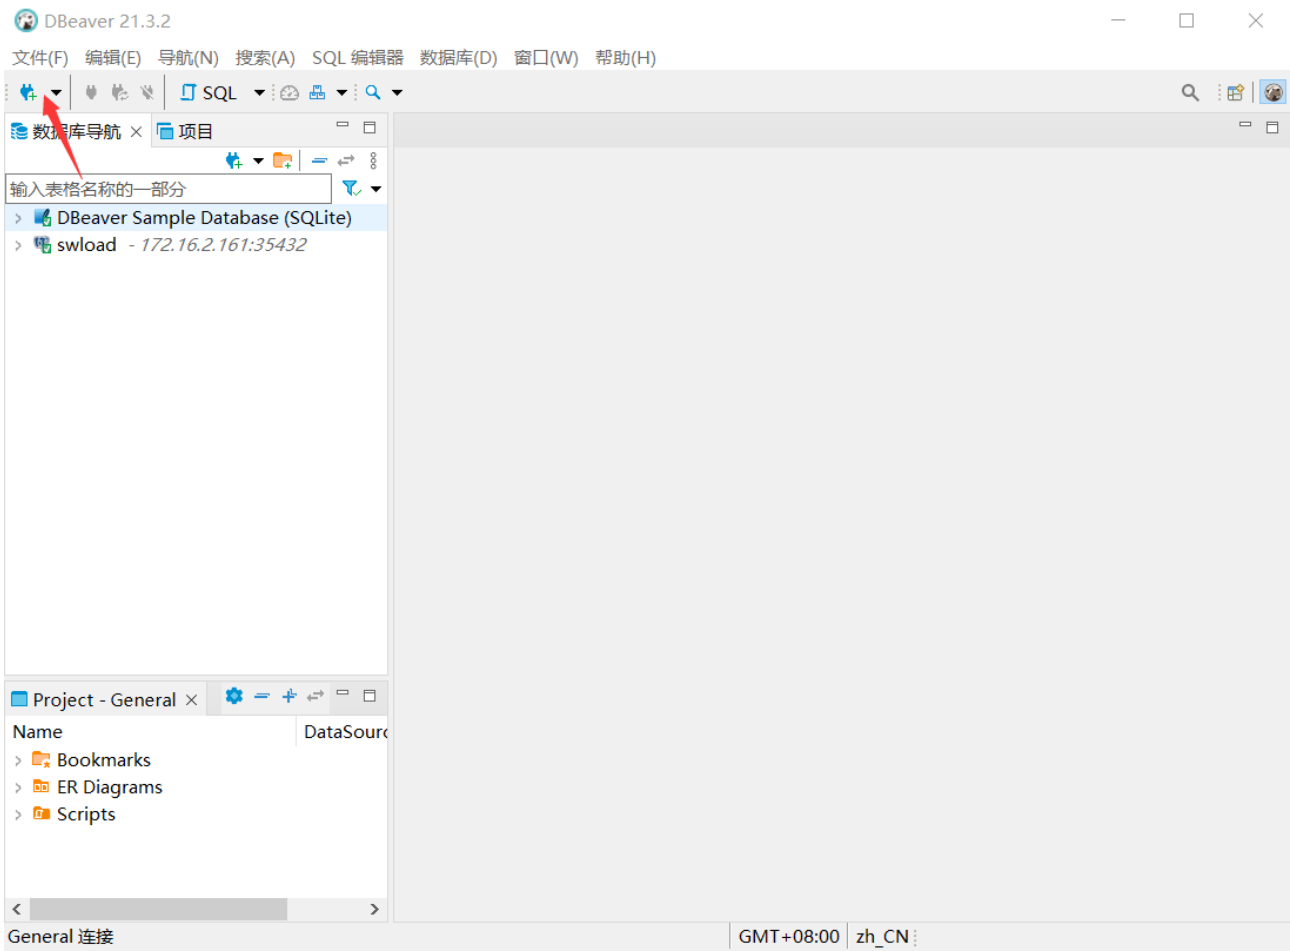 DBeaver 21.3.2
文件(F) 编辑(E) 导航(N) 搜索(A) SQL 编辑器 数据库(D) 窗口(W) 帮助(H)
SQL
数据库导航 项目
输入表格名称的一部分
DBeaver Sample Database (SQLite)
swload - 172.16.2.161:35432
Project - General
Name DataSourc
Bookmarks
ER Diagrams
Scripts
General 连接 GMT+08:00 zh_CN